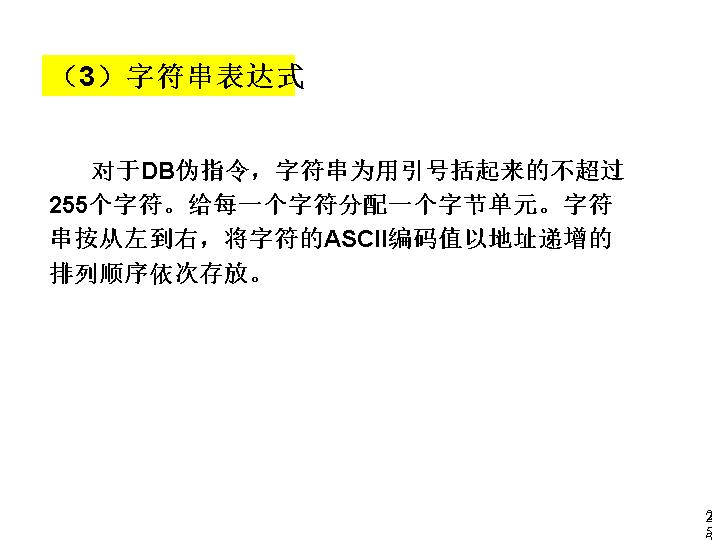 （3）字符串表达式
对于DB伪指令，字符串为用引号括起来的不超过
255个字符。给每一个字符分配一个字节单元。字符
串按从左到右，将字符的ASCII编码值以地址递增的
排列顺序依次存放。
2